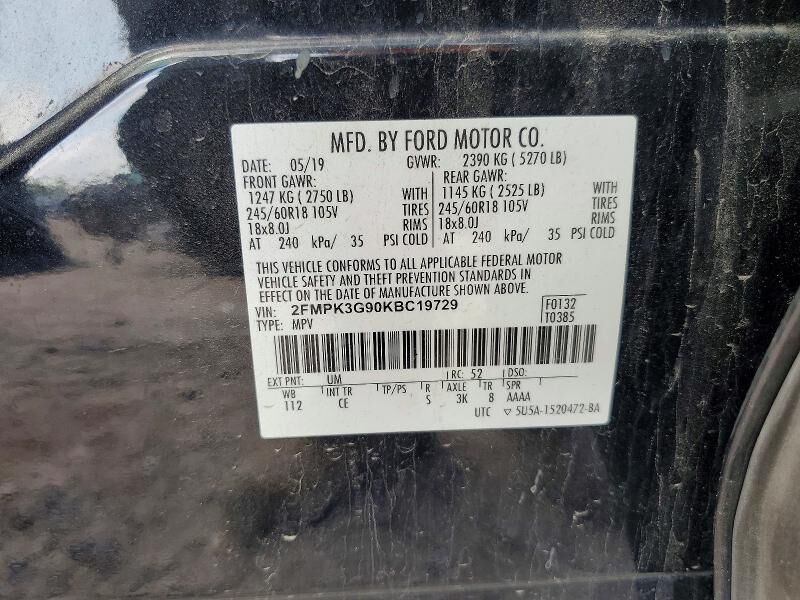 MFD. BY FORD MOTOR CO.
DATE: 05/19 GVWR: 2390 KG ( 5270 LB)
FRONT GAWR: REAR GAWR:
1247 KG ( 2750 LB) WITH 1145 KG ( 2525 LB) WITH
245/60R18 105V TIRES 245/60R18 105V TIRES
18x8.0J RIMS 18x8.0J RIMS
AT 240 kPa/ 35 PSI COLD AT 240 kPa/ 35 PSI COLD
THIS VEHICLE CONFORMS TO ALL APPLICABLE FEDERAL MOTOR
VEHICLE SAFETY AND THEFT PREVENTION STANDARDS IN
EFFECT ON THE DATE OF MANUFACTURE SHOWN ABOVE.
VIN: 2FMPK3G90KBC19729 F0132
TYPE: MPV T0385
EXT PNT: UM RC: 52 DSO:
WB INT TR TP/PS R AXLE TR SPR
112 CE S 3K 8 AAAA
UTC ▽ 5U5A-1520472-BA